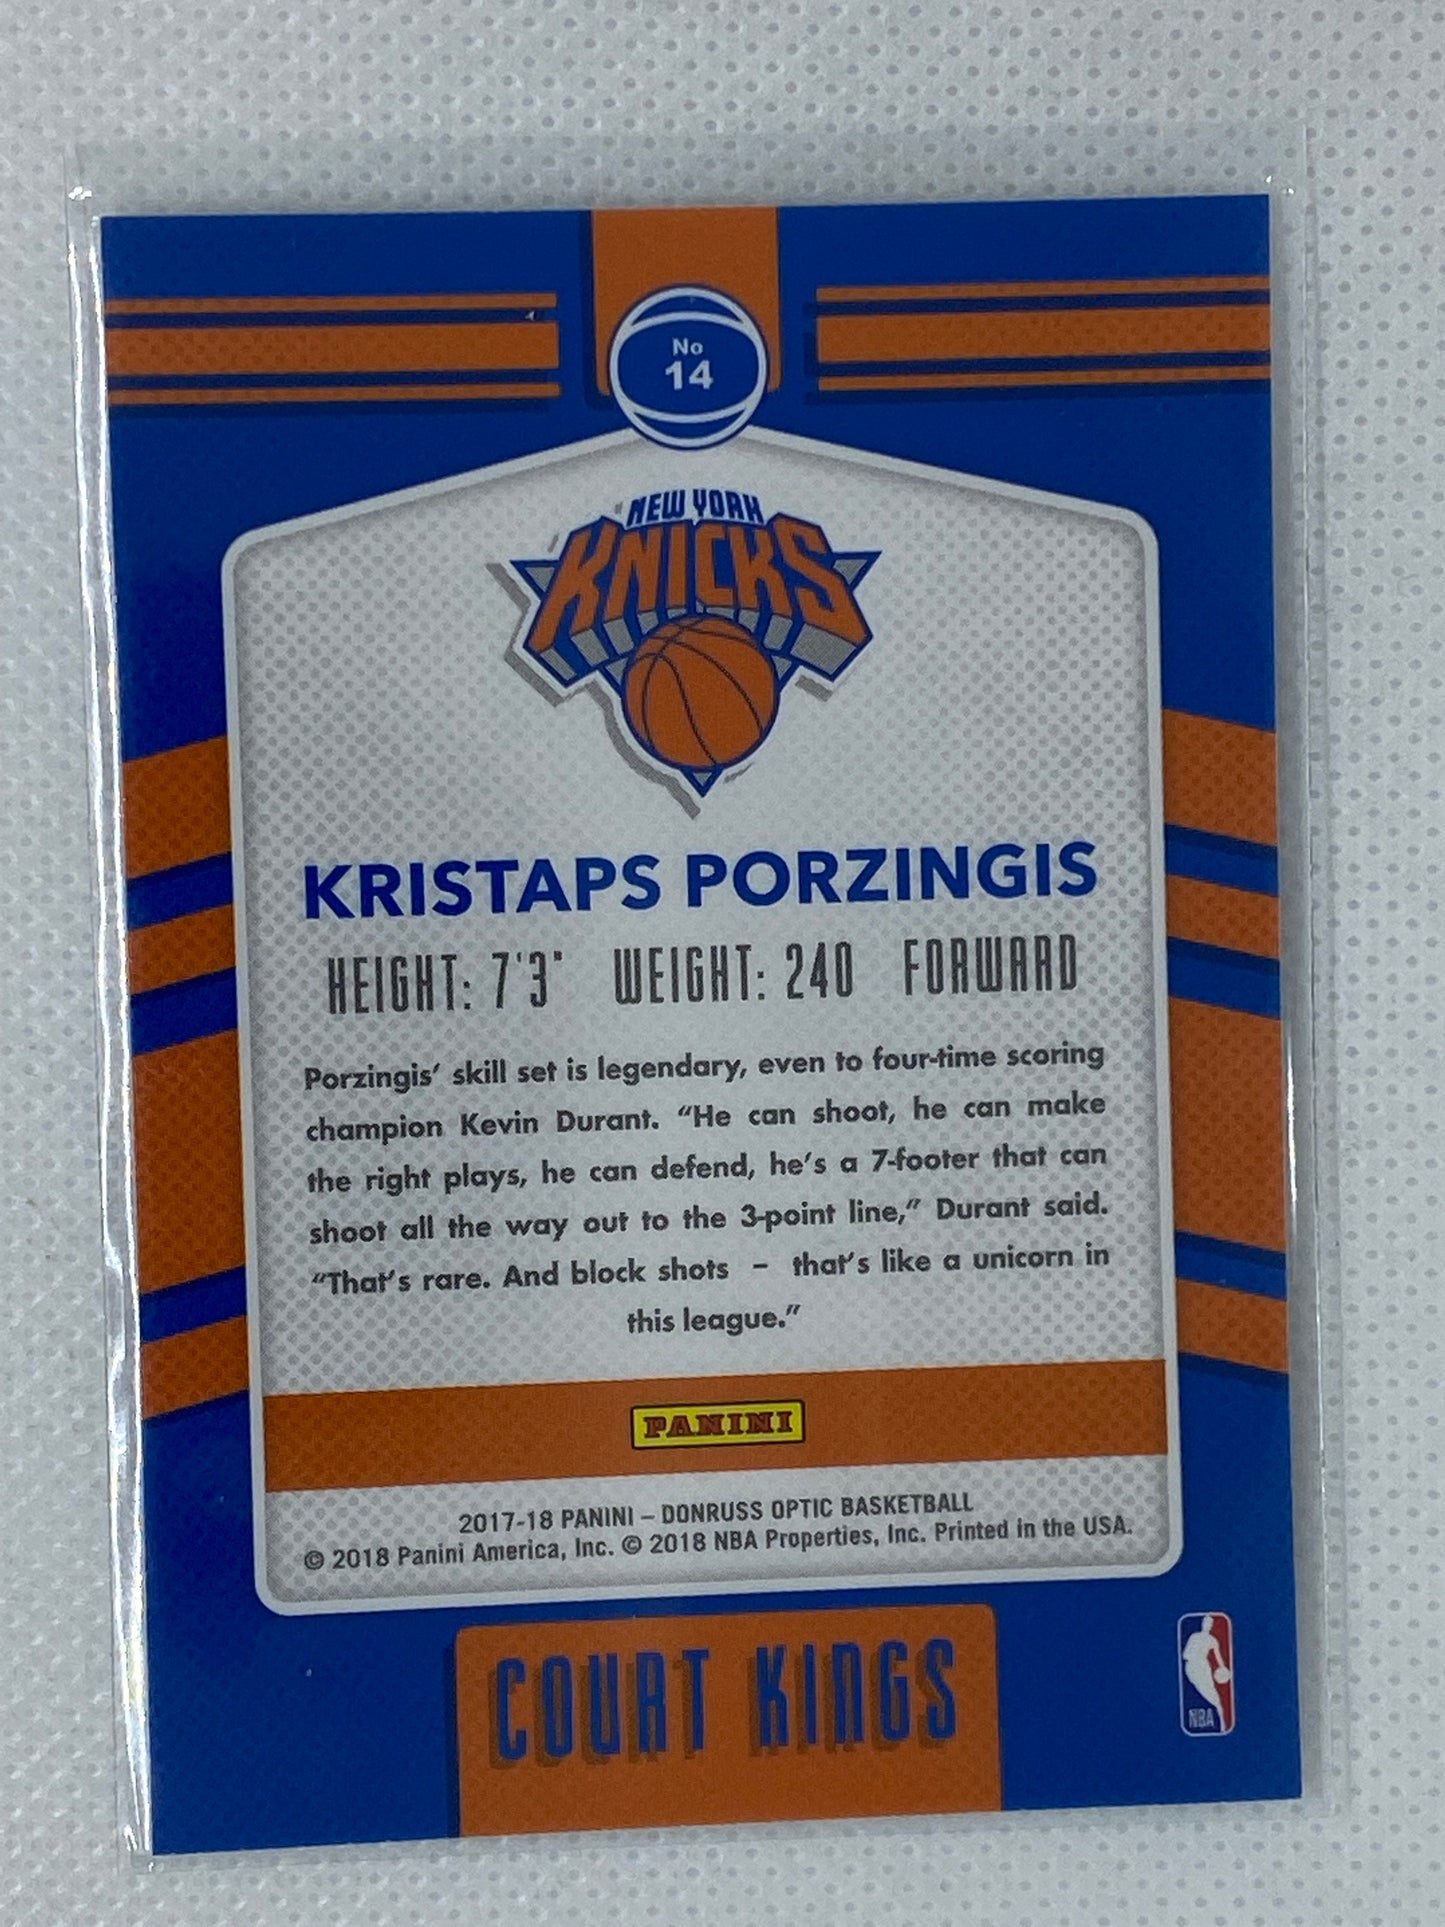 No
14
NEW YORK
KNICKS
KRISTAPS PORZINGIS
HEIGHT: 7'3" WEIGHT: 240 FORWARD
Porzingis' skill set is legendary, even to four-time scoring
champion Kevin Durant. “He can shoot, he can make
the right plays, he can defend, he's a 7-footer that can
shoot all the way out to the 3-point line,” Durant said.
“That's rare. And block shots – that's like a unicorn in
this league.”
PANINI
2017-18 PANINI – DONRUSS OPTIC BASKETBALL
© 2018 Panini America, Inc. © 2018 NBA Properties, Inc. Printed in the USA.
COURT KINGS
NBA